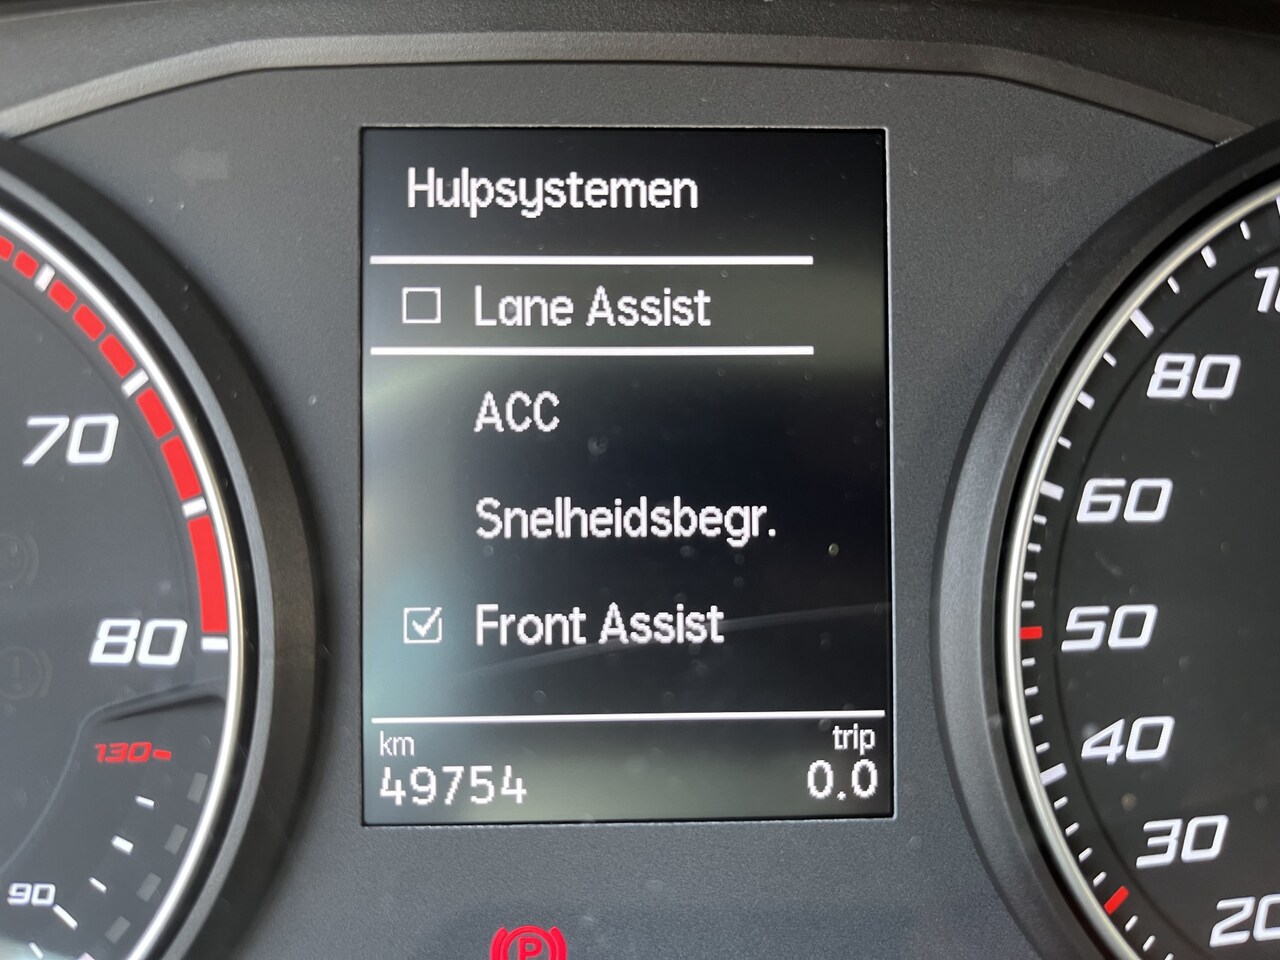 Hulpsystemen
Lane Assist
ACC
Snelheidsbegr.
Front Assist
km
trip
49754
0.0
70
80
130
90
80
60
50
40
30
20
P